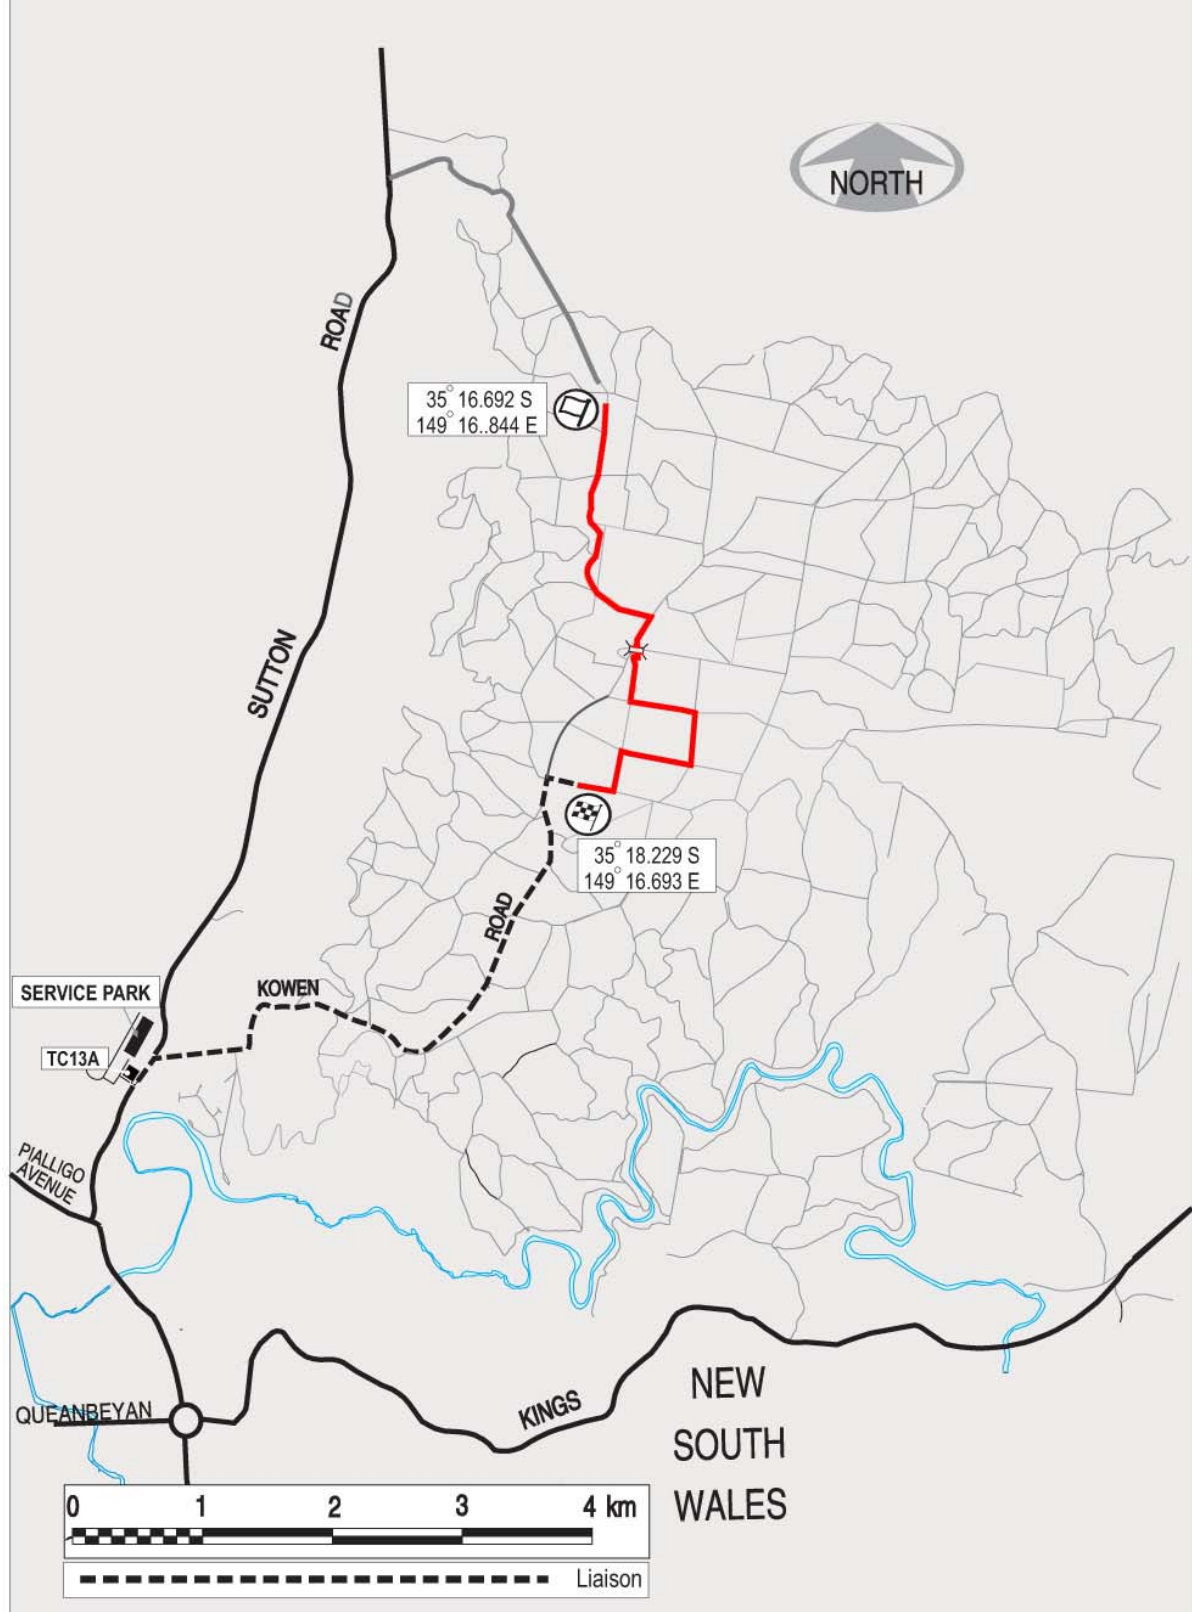 NORTH
ROAD
35° 16.692 S
149° 16..844 E
SUTTON
35° 18.229 S
149° 16.693 E
ROAD
KOWEN
SERVICE PARK
TC13A
PIALLIGO
AVENUE
NEW
SOUTH
WALES
KINGS
QUEANBEYAN
0 1 2 3 4 km
Liaison